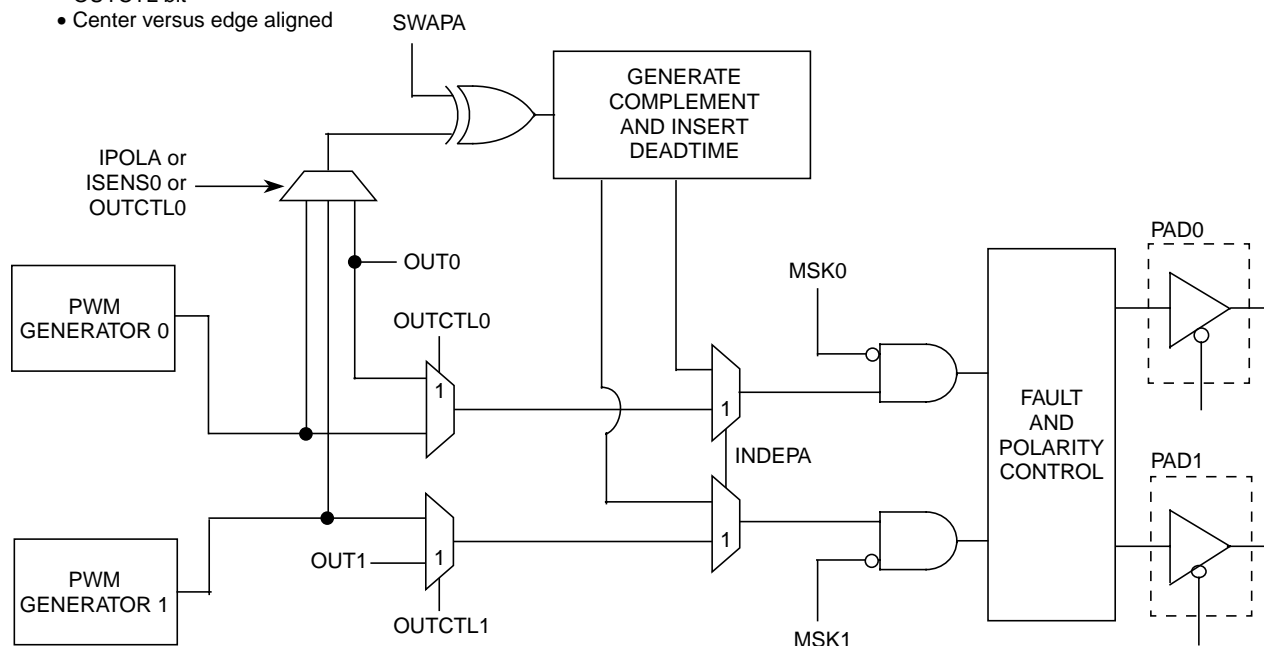 • Center versus edge aligned
SWAPA
GENERATE
COMPLEMENT
AND INSERT
DEADTIME
IPOLA or
ISENS0 or
OUTCTL0
PAD0
OUT0
MSK0
PWM
GENERATOR 0
OUTCTL0
1
1
FAULT
AND
POLARITY
CONTROL
INDEPA
PAD1
1
OUT1
1
PWM
GENERATOR 1
OUTCTL1
MSK1